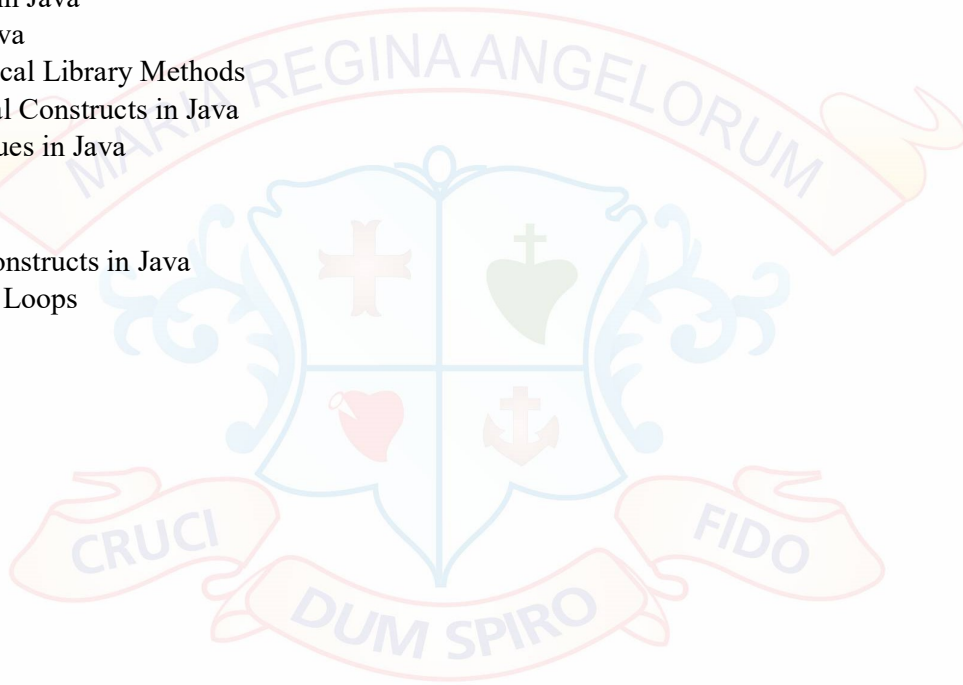 in Java
va
cal Library Methods
al Constructs in Java
ues in Java
onstructs in Java
Loops
MARIA REGINA ANGELORUM
CRUCI
DUM SPIRO
FIDO